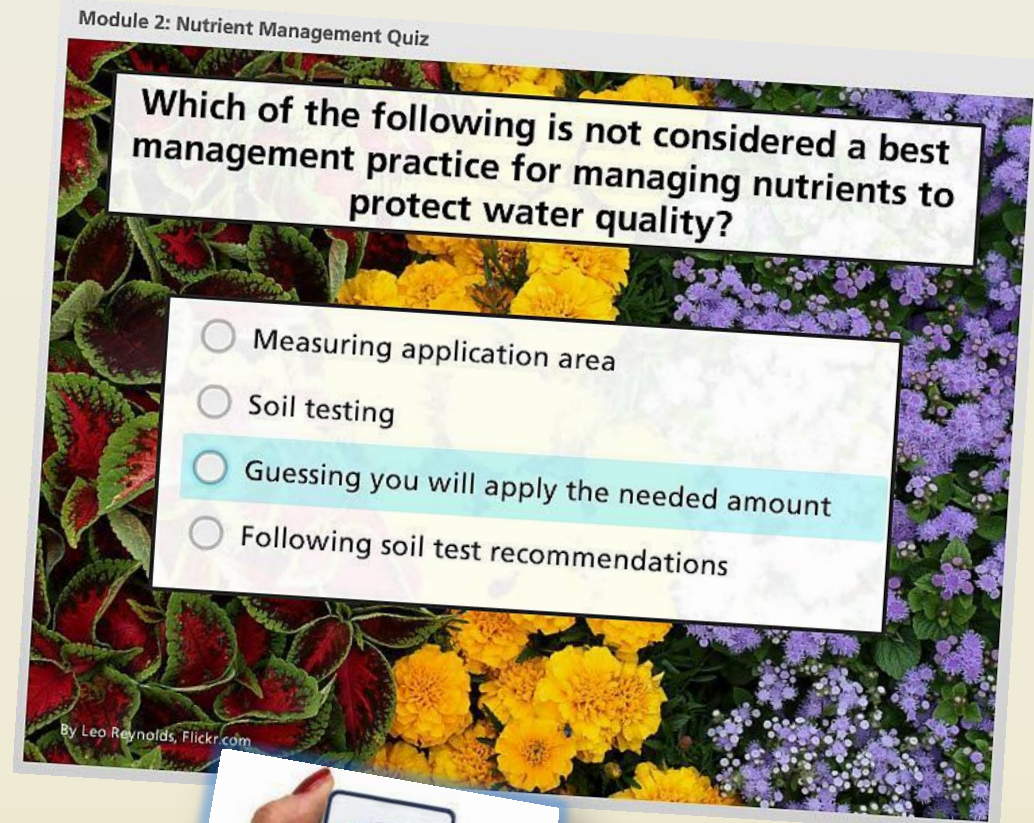 Module 2: Nutrient Management Quiz
Which of the following is not considered a best
management practice for managing nutrients to
protect water quality?
Measuring application area
Soil testing
Guessing you will apply the needed amount
Following soil test recommendations
By Leo Reynolds, Flickr.com